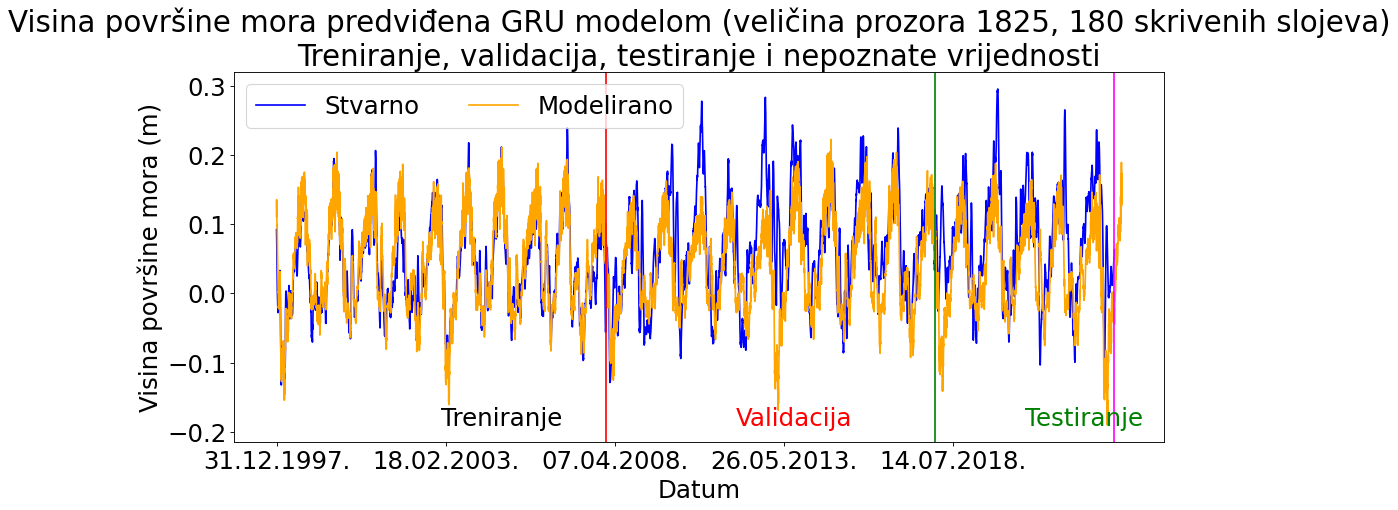 Visina površine mora predviđena GRU modelom (veličina prozora 1825, 180 skrivenih slojeva)
Treniranje, validacija, testiranje i nepoznate vrijednosti
Stvarno Modelirano
Visina površine mora (m)
0.3
0.2
0.1
0.0
−0.1
−0.2
Treniranje Validacija Testiranje
31.12.1997. 18.02.2003. 07.04.2008. 26.05.2013. 14.07.2018.
Datum